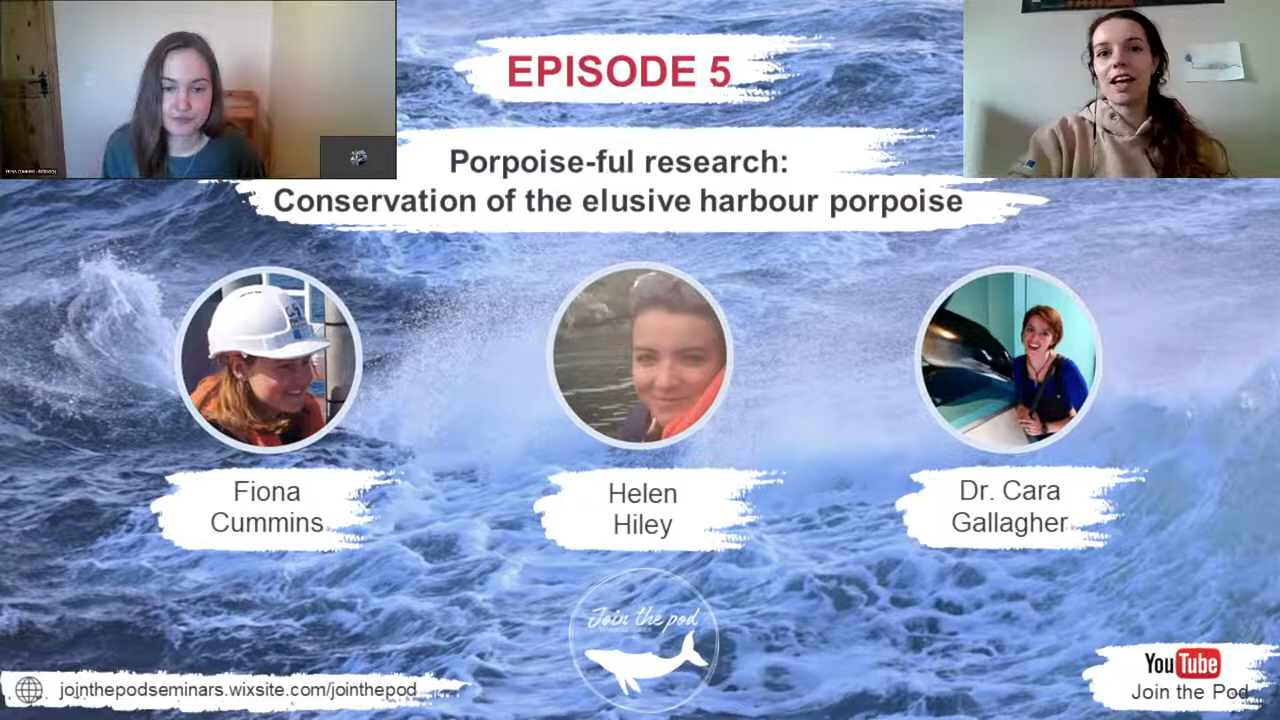 EPISODE 5
Porpoise-ful research:
Conservation of the elusive harbour porpoise
Fiona
Cummins
Helen
Hiley
Dr. Cara
Gallagher
Join the pod
jointhepodseminars.wixsite.com/jointhepod
YouTube
Join the Pod